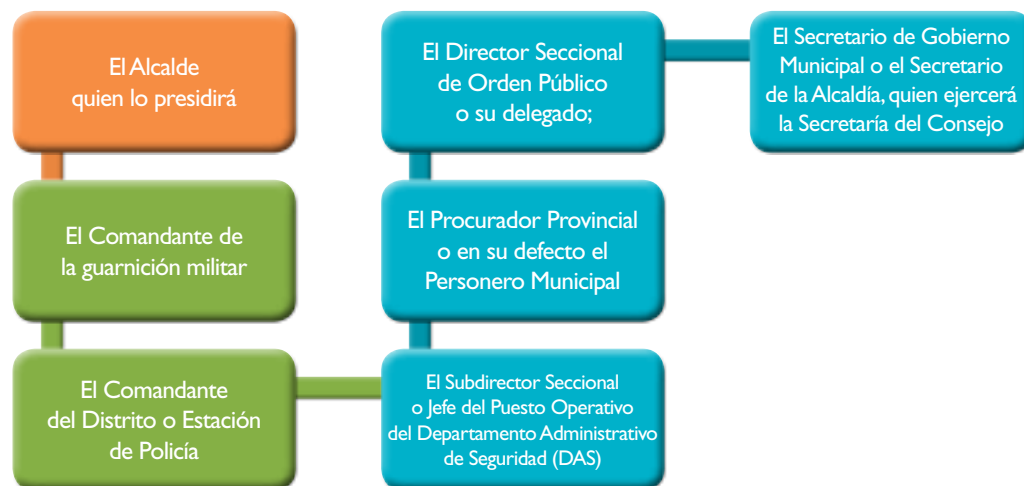 El Alcalde
quien lo presidirá
El Comandante de
la guarnición militar
El Comandante
del Distrito o Estación
de Policía
El Subdirector Seccional
o Jefe del Puesto Operativo
del Departamento Administrativo
de Seguridad (DAS)
El Procurador Provincial
o en su defecto el
Personero Municipal
El Director Seccional
de Orden Público
o su delegado;
El Secretario de Gobierno
Municipal o el Secretario
de la Alcaldía, quien ejercerá
la Secretaría del Consejo